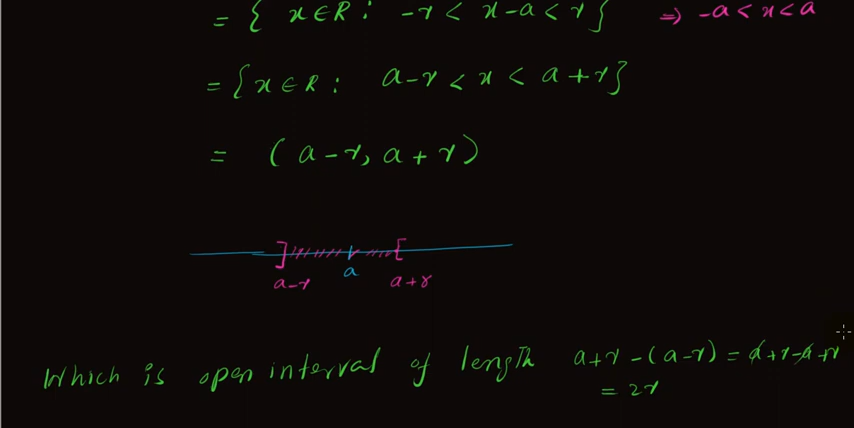 = { x ∈ R : -r < x - a < r } ⇒ -a < x < a
= { x ∈ R : a - r < x < a + r }
= ( a - r, a + r )
] a [
a - r a + r
Which is open interval of length a + r - ( a - r ) = a + r - a + r
= 2r